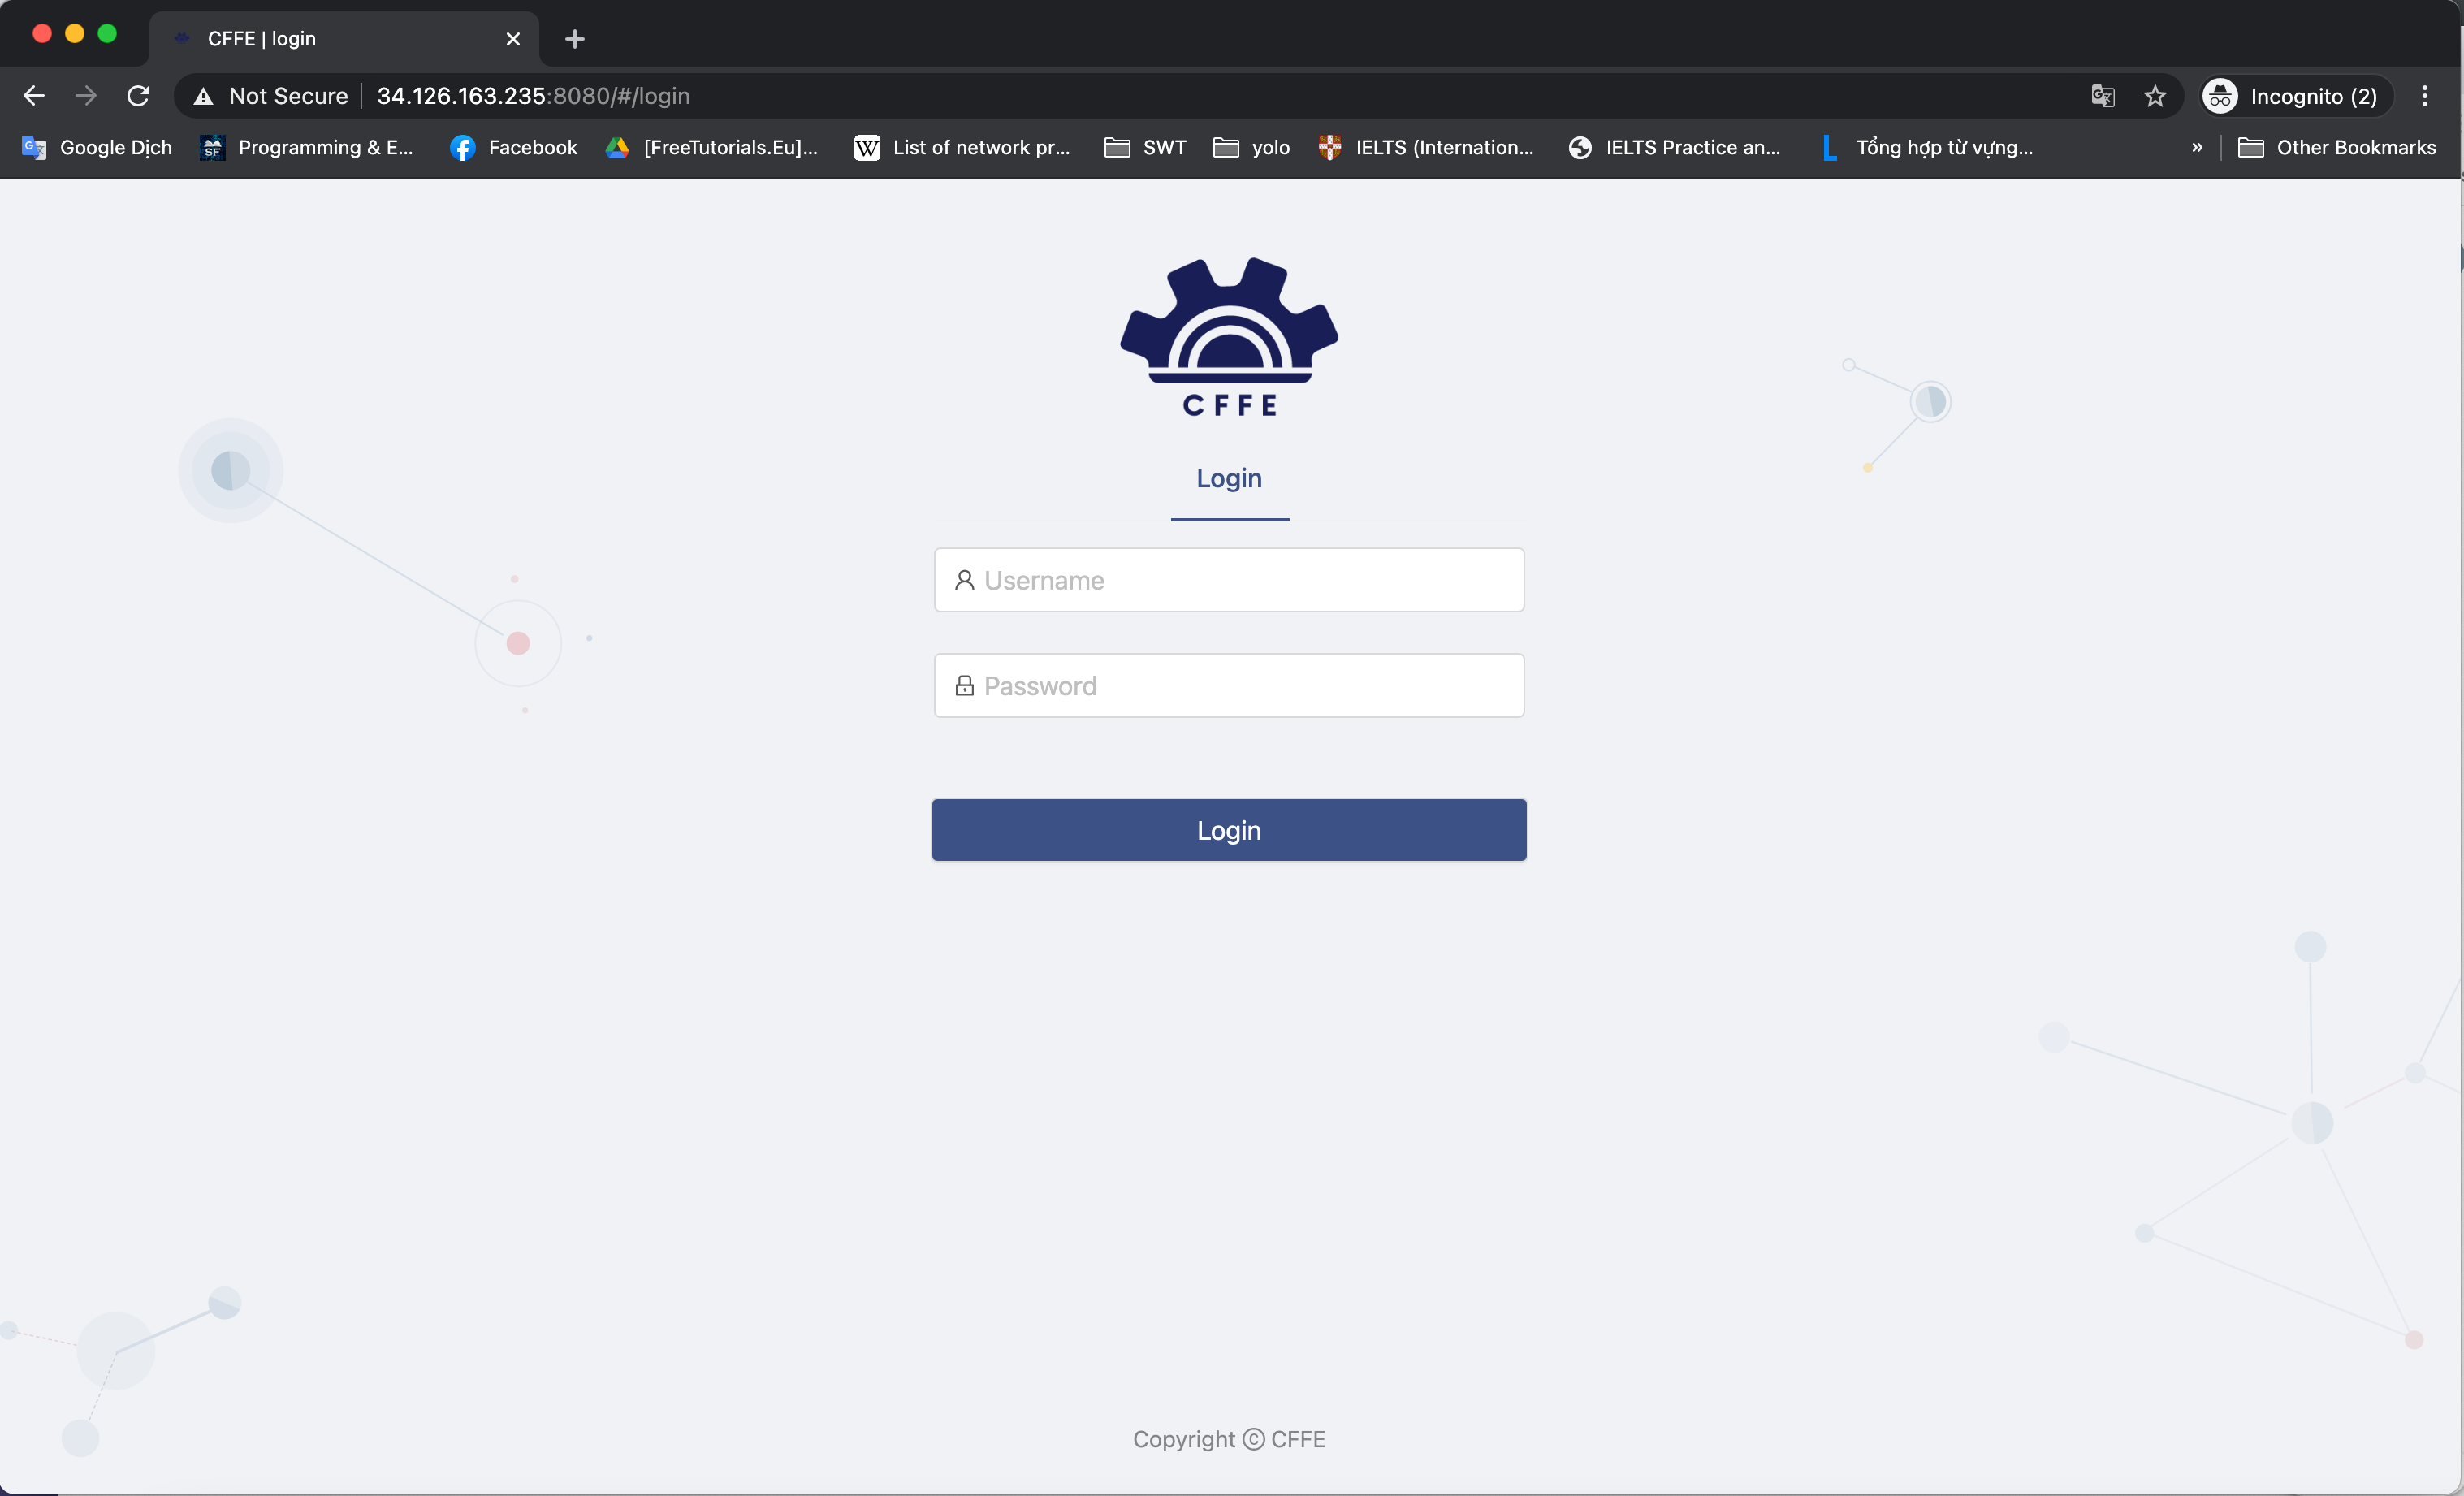 CFFE | login
Not Secure 34.126.163.235:8080/#/login Incognito (2)
Google Dịch Programming & E... Facebook [FreeTutorials.Eu]... List of network pr... SWT yolo IELTS (Internation... IELTS Practice an... Tổng hợp từ vựng... » Other Bookmarks
CFFE
Login
Username
Password
Login
Copyright © CFFE